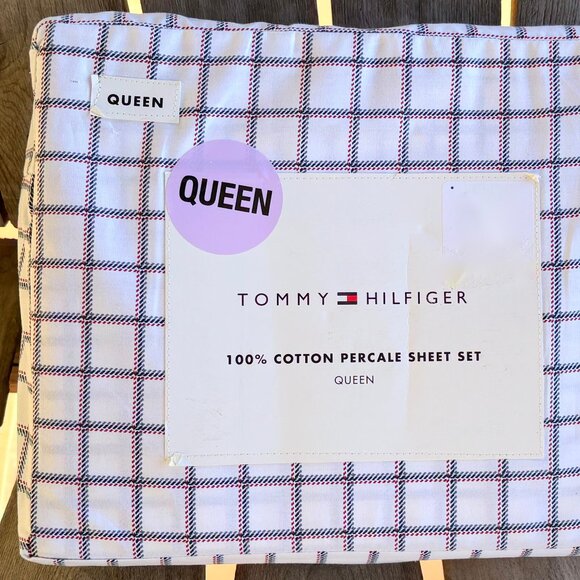 QUEEN
QUEEN
TOMMY HILFIGER
100% COTTON PERCALE SHEET SET
QUEEN